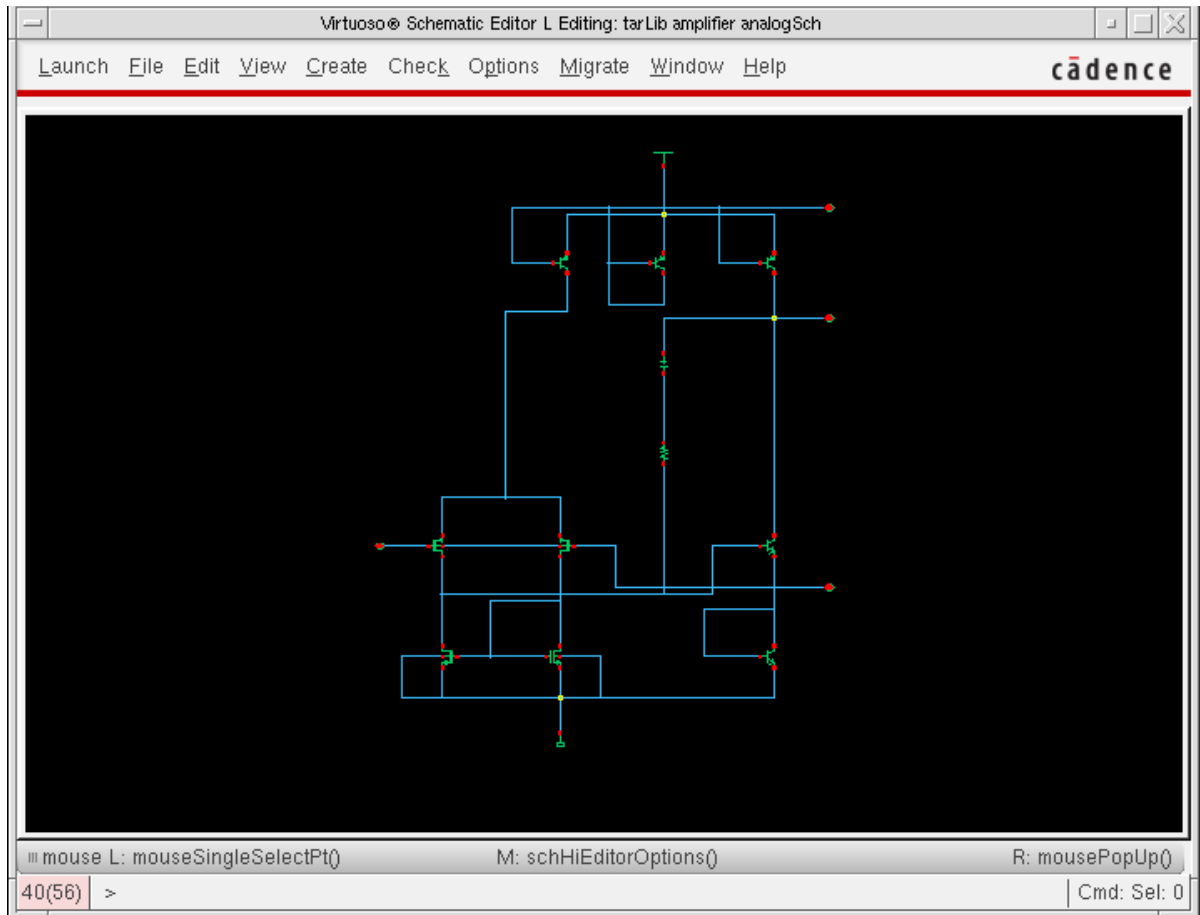 Virtuoso® Schematic Editor L Editing: tarLib amplifier analogSch
Launch File Edit View Create Check Options Migrate Window Help cādence
mouse L: mouseSingleSelectPt() M: schHiEditorOptions() R: mousePopUp()
40(56) > Cmd: Sel: 0